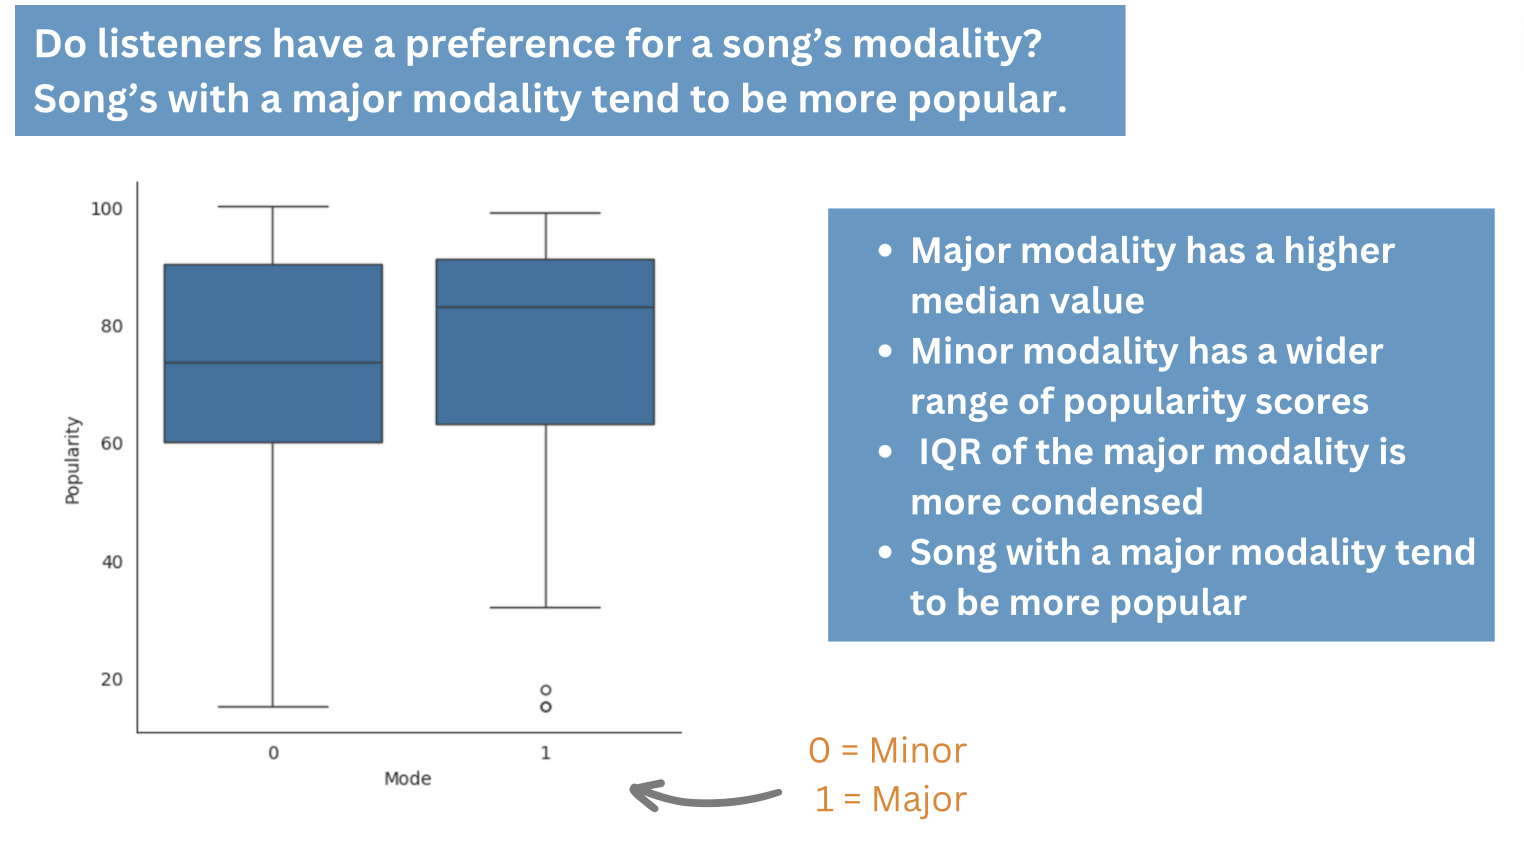 Do listeners have a preference for a song’s modality?
Song’s with a major modality tend to be more popular.
100
80
60
40
20
Popularity
0 1
Mode
• Major modality has a higher
median value
• Minor modality has a wider
range of popularity scores
• IQR of the major modality is
more condensed
• Song with a major modality tend
to be more popular
0 = Minor
1 = Major